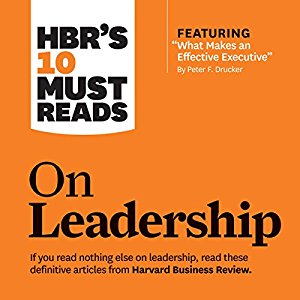 HBR'S
10
MUST
READS
FEATURING
"What Makes an
Effective Executive"
By Peter F. Drucker
On
Leadership
If you read nothing else on leadership, read these
definitive articles from Harvard Business Review.